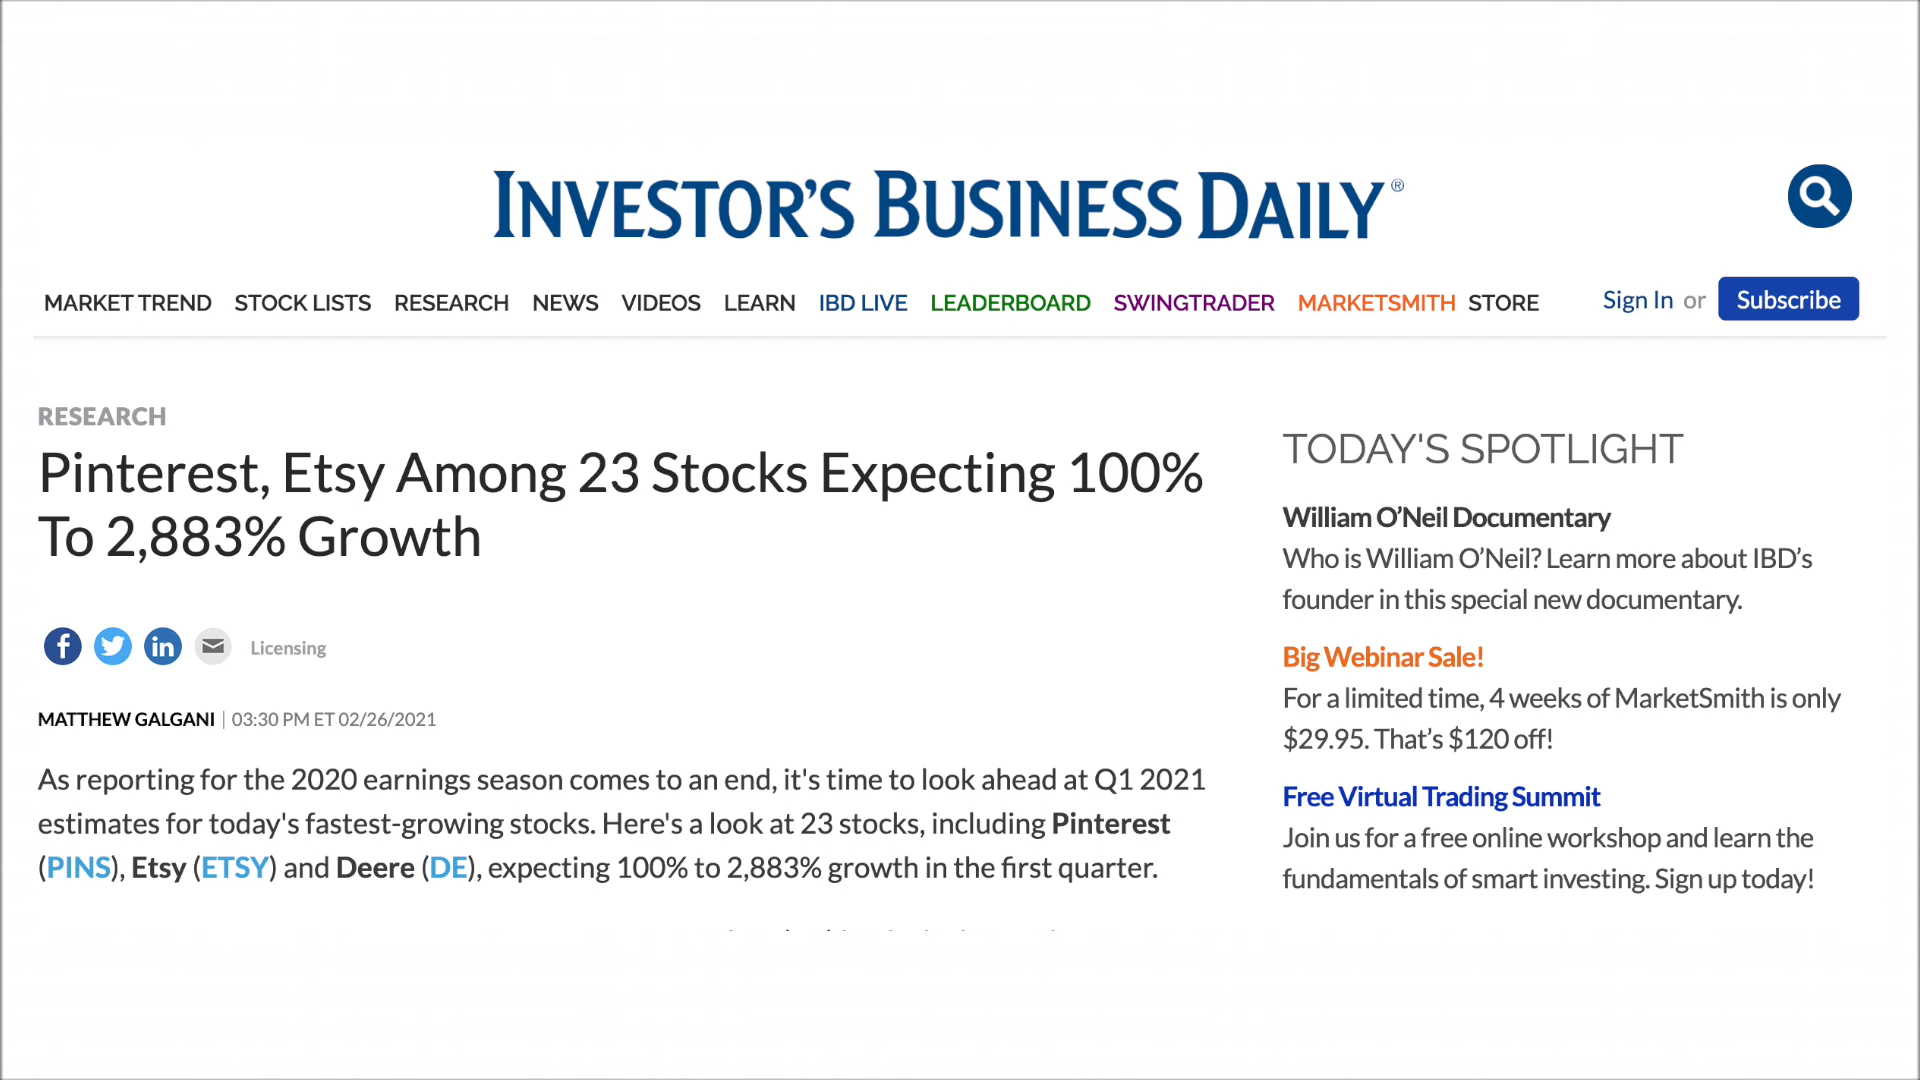 INVESTOR'S BUSINESS DAILY®
MARKET TREND STOCK LISTS RESEARCH NEWS VIDEOS LEARN IBD LIVE LEADERBOARD SWINGTRADER MARKETSMITH STORE Sign In or Subscribe
RESEARCH
Pinterest, Etsy Among 23 Stocks Expecting 100%
To 2,883% Growth
Licensing
MATTHEW GALGANI | 03:30 PM ET 02/26/2021
As reporting for the 2020 earnings season comes to an end, it's time to look ahead at Q1 2021
estimates for today's fastest-growing stocks. Here's a look at 23 stocks, including Pinterest
(PINS), Etsy (ETSY) and Deere (DE), expecting 100% to 2,883% growth in the first quarter.
TODAY'S SPOTLIGHT
William O’Neil Documentary
Who is William O’Neil? Learn more about IBD’s
founder in this special new documentary.
Big Webinar Sale!
For a limited time, 4 weeks of MarketSmith is only
$29.95. That’s $120 off!
Free Virtual Trading Summit
Join us for a free online workshop and learn the
fundamentals of smart investing. Sign up today!